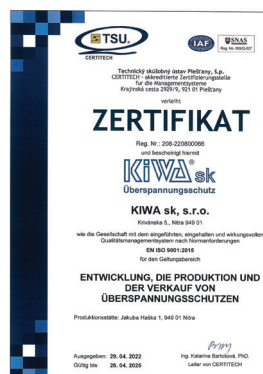 TSU.
CERTITECH
IAF
SNAS
Reg. No. 009/Q-007
Technický skúšobný ústav Piešťany, š.p.
CERTITECH - akkreditierte Zertifizierungsstelle
für die Managementsysteme
Krajinská cesta 2929/9, 921 01 Piešťany
verleiht
ZERTIFIKAT
Reg. Nr.: 208-220800066
und bescheinigt hiermit
KIWA sk
Überspannungsschutz
KIWA sk, s.r.o.
Krivánska 5., Nitra 949 01
wie die Gesellschaft mit dem eingeführten, eingehalten und wirkungsvollen
Qualitätsmanagementsystem nach Normanforderungen
EN ISO 9001:2015
für den Geltungsbereich
ENTWICKLUNG, DIE PRODUKTION UND
DER VERKAUF VON
ÜBERSPANNUNGSSCHUTZEN
Produktionsstätte: Jakuba Haška 1, 949 01 Nitra
Ausgegeben: 29. 04. 2022
Gültig bis: 28. 04. 2025
Ing. Katarína Bartošová, PhD.
Leiter von CERTITECH